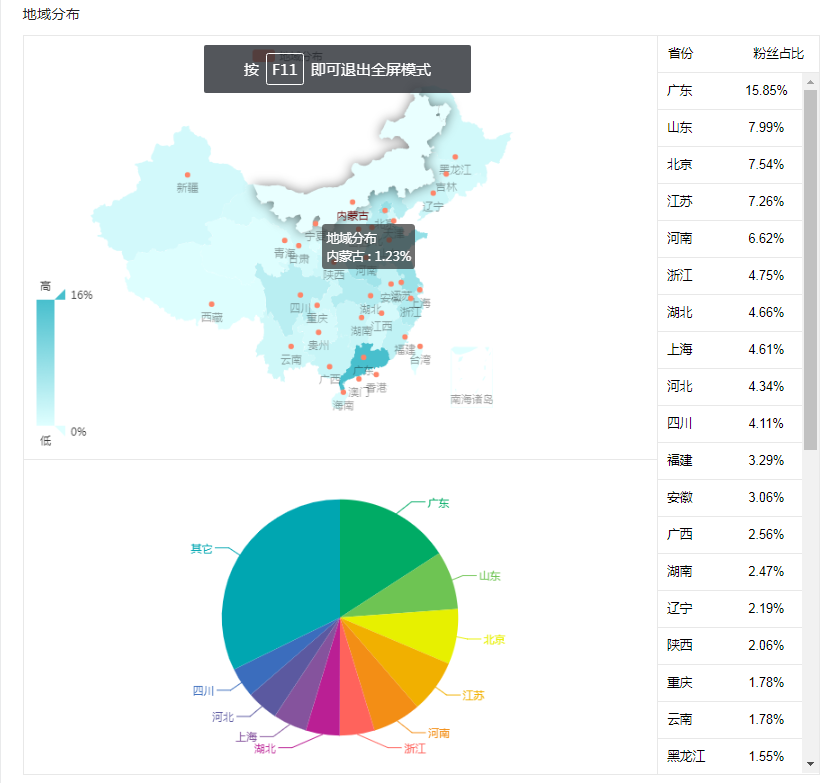 地域分布
地域分布
按 F11 即可退出全屏模式
黑龙江
吉林
新疆
辽宁
内蒙古
地域分布
内蒙古 : 1.23%
青海
甘肃
陕西
河南
高
16%
西藏
四川
重庆
湖北
安徽
江苏
上海
浙江
湖南
江西
贵州
云南
福建
台湾
广西
广东
澳门
香港
海南
南海诸岛
0%
低
省份 粉丝占比
广东 15.85%
山东 7.99%
北京 7.54%
江苏 7.26%
河南 6.62%
浙江 4.75%
湖北 4.66%
上海 4.61%
河北 4.34%
四川 4.11%
福建 3.29%
安徽 3.06%
广西 2.56%
湖南 2.47%
辽宁 2.19%
陕西 2.06%
重庆 1.78%
云南 1.78%
黑龙江 1.55%
广东
其它
山东
北京
四川
江苏
河北
河南
上海
湖北
浙江